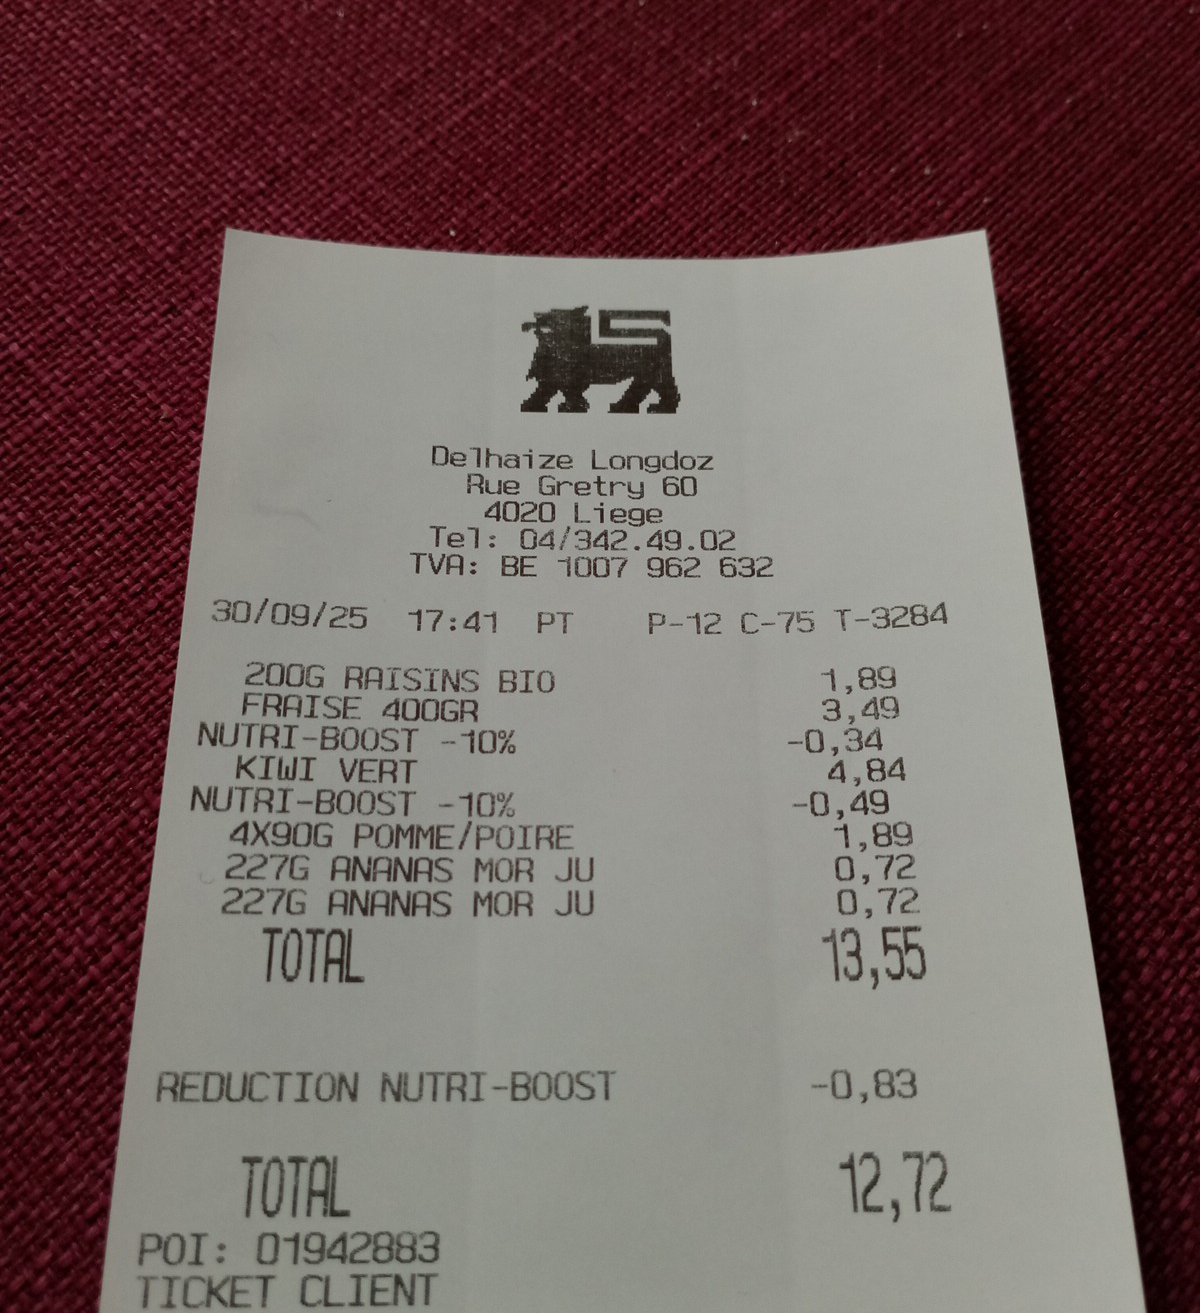 Delhaize Longdoz
Rue Gretry 60
4020 Liege
Tel: 04/342.49.02
TVA: BE 1007 962 632
30/09/25 17:41 PT P-12 C-75 T-3284
200G RAISINS BIO 1,89
FRAISE 400GR 3,49
NUTRI-BOOST -10% -0,34
KIWI VERT 4,84
NUTRI-BOOST -10% -0,49
4X90G POMME/POIRE 1,89
227G ANANAS MOR JU 0,72
227G ANANAS MOR JU 0,72
TOTAL 13,55
REDUCTION NUTRI-BOOST -0,83
TOTAL 12,72
POI: 01942883
TICKET CLIENT